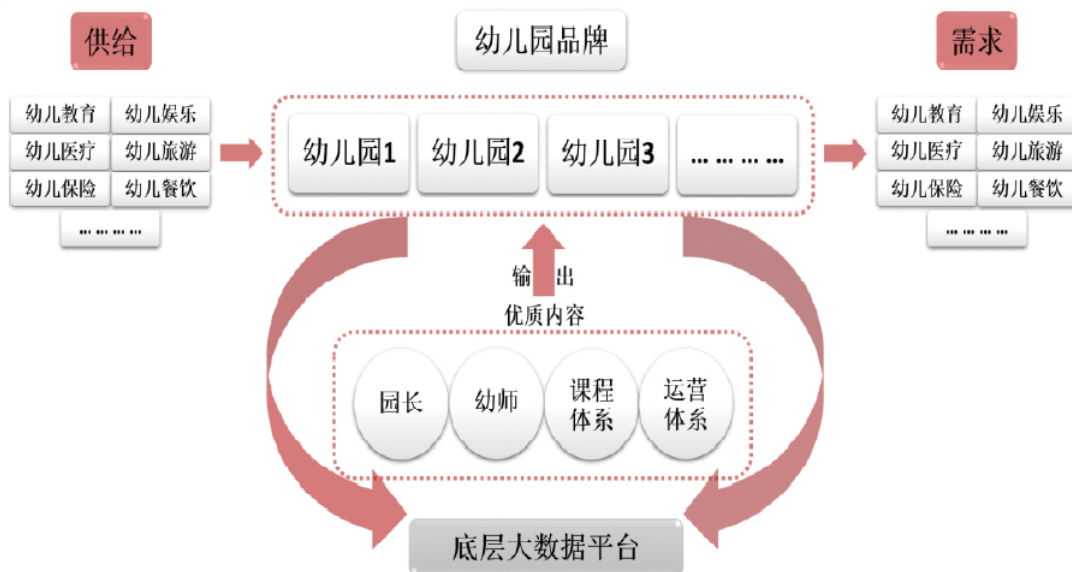 供给
幼儿园品牌
需求
幼儿教育 幼儿娱乐
幼儿医疗 幼儿旅游
幼儿保险 幼儿餐饮
… … … …
幼儿园1 幼儿园2 幼儿园3 … … … …
幼儿教育 幼儿娱乐
幼儿医疗 幼儿旅游
幼儿保险 幼儿餐饮
… … … …
输出
优质内容
园长
幼师
课程
体系
运营
体系
底层大数据平台